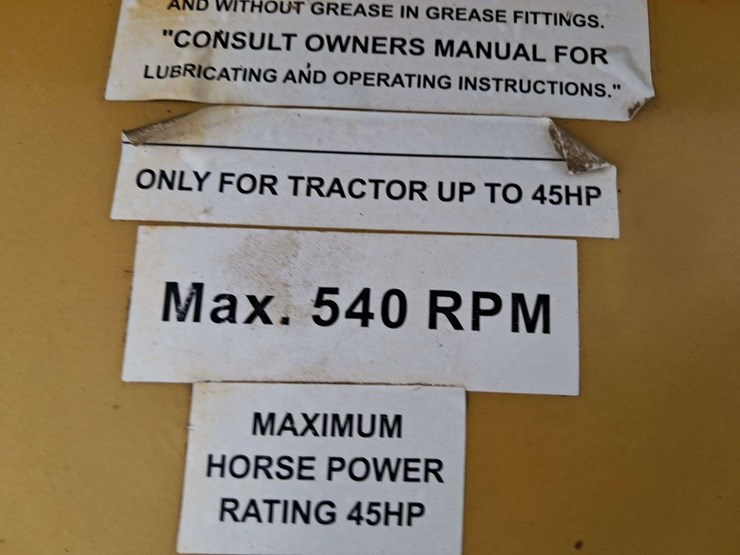 AND WITHOUT GREASE IN GREASE FITTINGS.
"CONSULT OWNERS MANUAL FOR
LUBRICATING AND OPERATING INSTRUCTIONS."
ONLY FOR TRACTOR UP TO 45HP
Max. 540 RPM
MAXIMUM
HORSE POWER
RATING 45HP